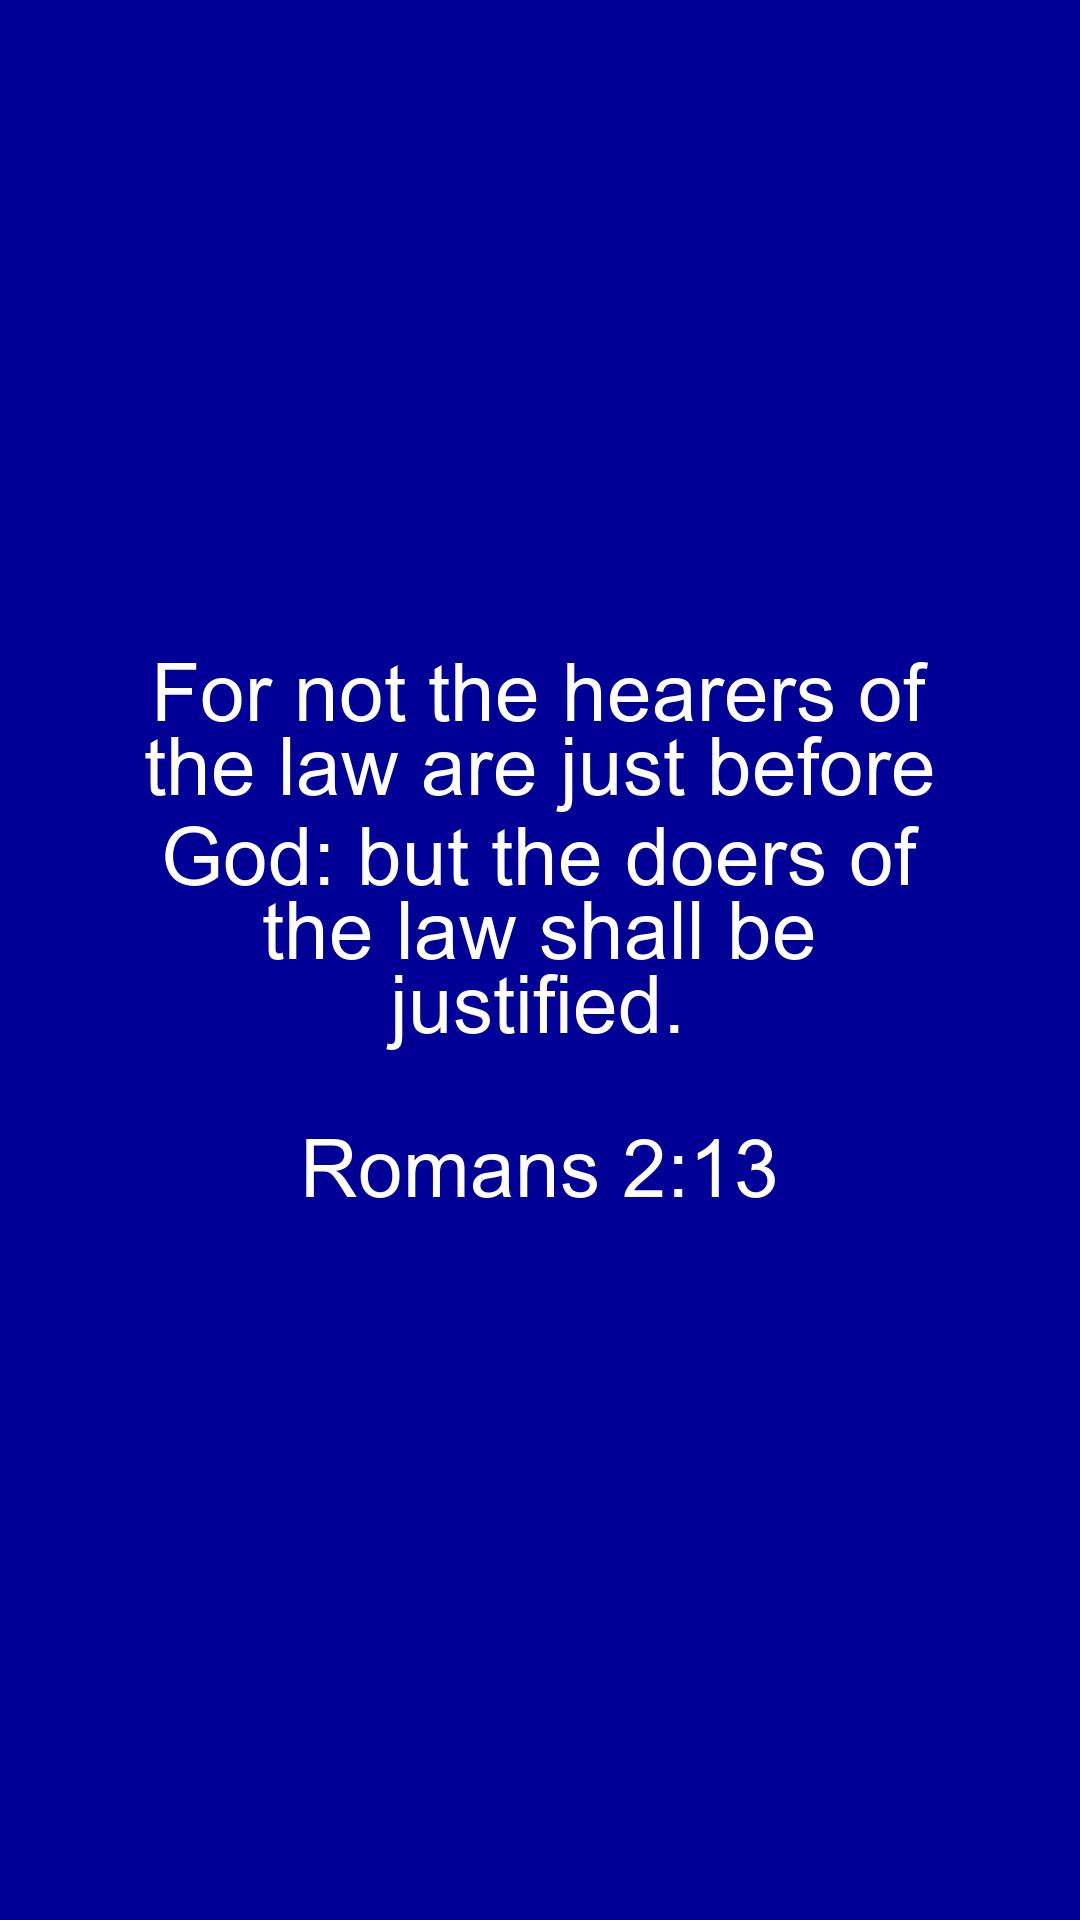 For not the hearers of
the law are just before
God: but the doers of
the law shall be
justified.
Romans 2:13